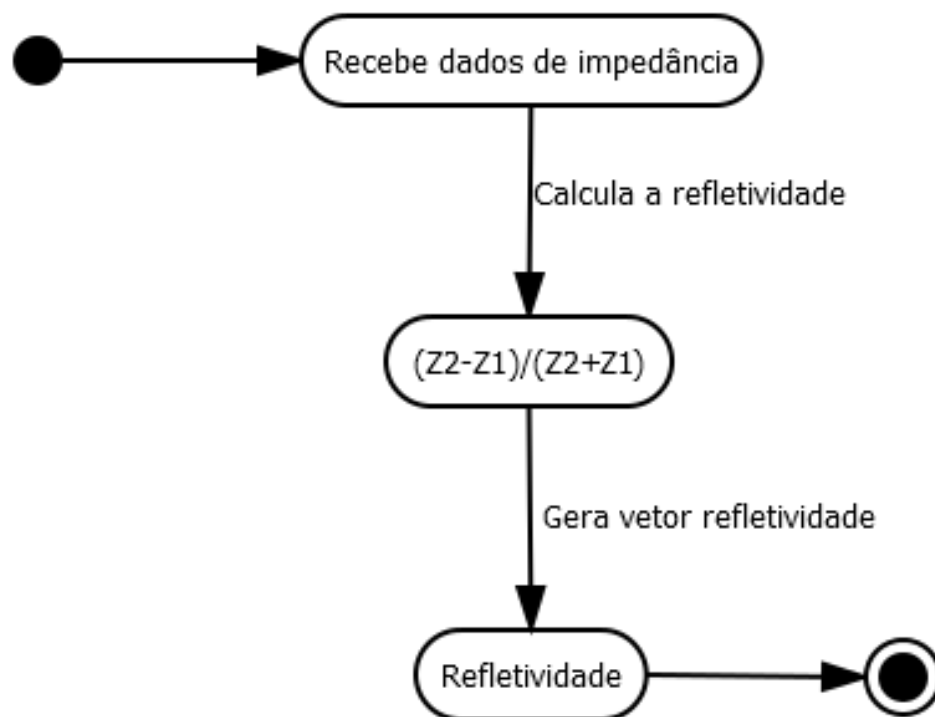 Recebe dados de impedância
Calcula a refletividade
(Z2-Z1)/(Z2+Z1)
Gera vetor refletividade
Refletividade